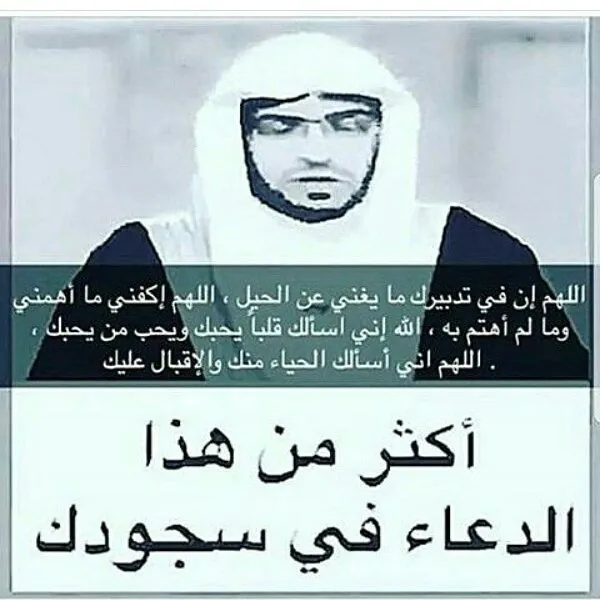 اللهم إن في تدبيرك ما يغني عن الحيل ، اللهم إكفني ما أهمني
وما لم أهتم به ، الله إني اسألك قلباً يحبك ويحب من يحبك ،
اللهم اني أسألك الحياء منك والإقبال عليك .
أكثر من هذا
الدعاء في سجودك